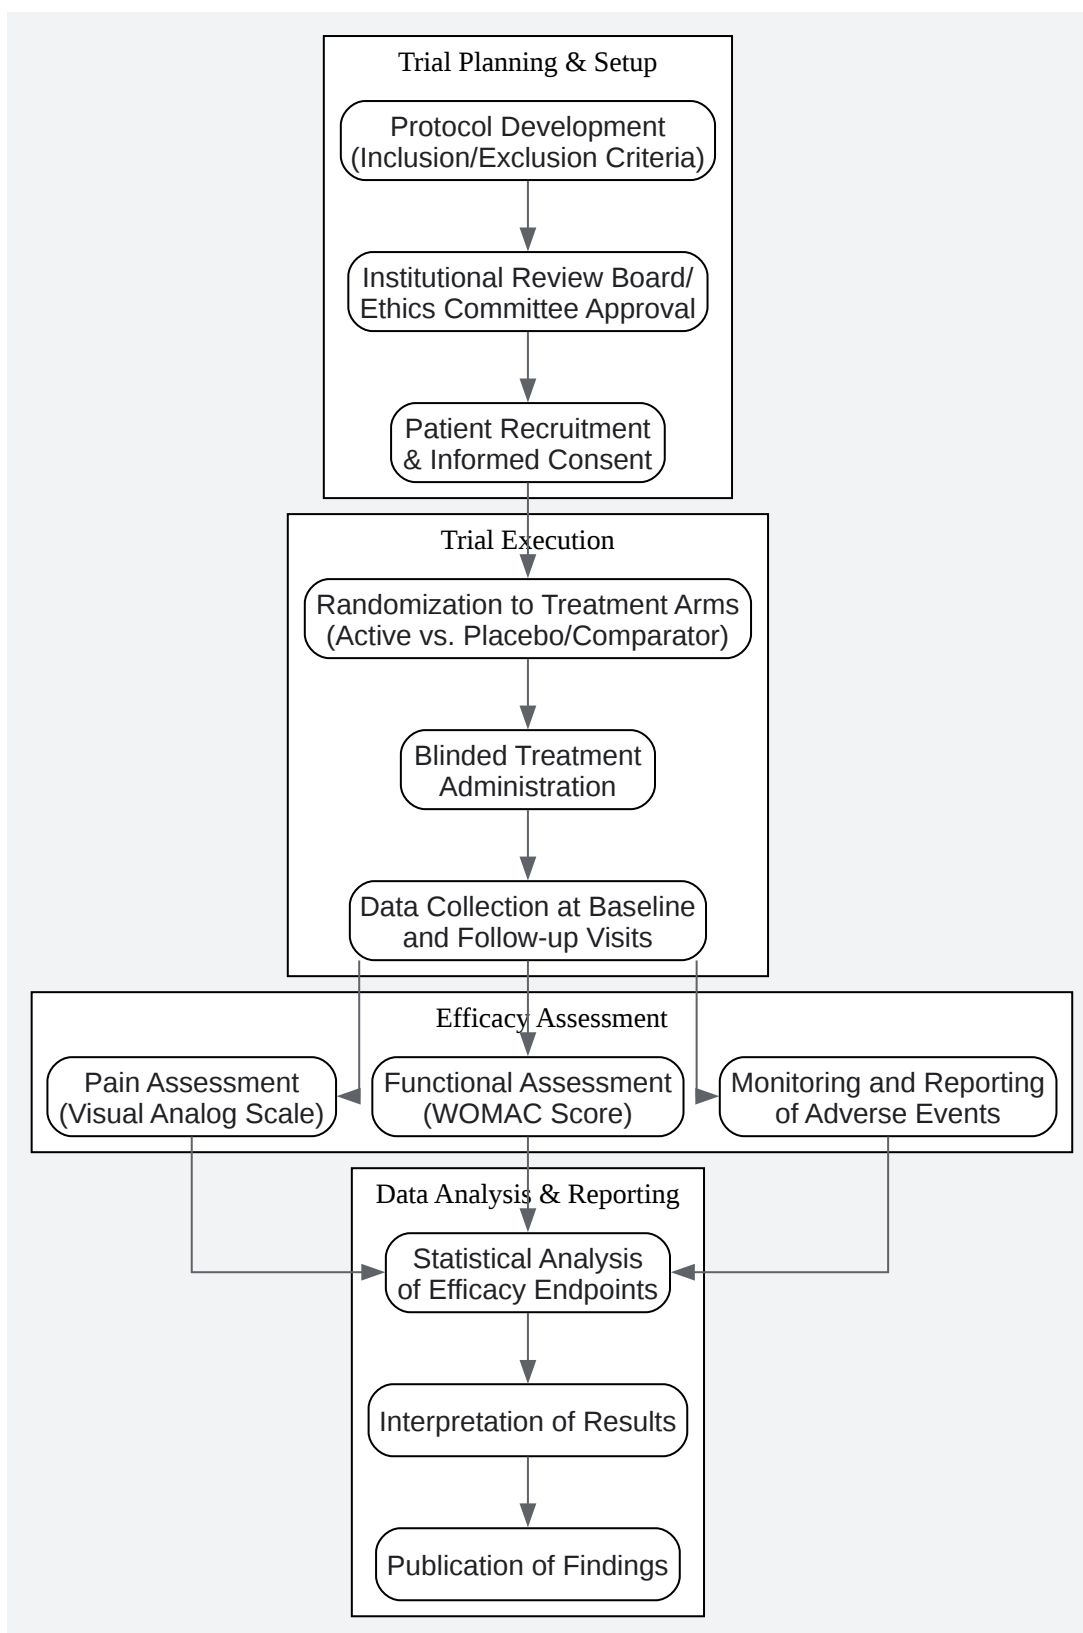 Trial Planning & Setup
Protocol Development
(Inclusion/Exclusion Criteria)
Institutional Review Board/
Ethics Committee Approval
Patient Recruitment
& Informed Consent
Trial Execution
Randomization to Treatment Arms
(Active vs. Placebo/Comparator)
Blinded Treatment
Administration
Data Collection at Baseline
and Follow-up Visits
Efficacy Assessment
Pain Assessment
(Visual Analog Scale)
Functional Assessment
(WOMAC Score)
Monitoring and Reporting
of Adverse Events
Data Analysis & Reporting
Statistical Analysis
of Efficacy Endpoints
Interpretation of Results
Publication of Findings